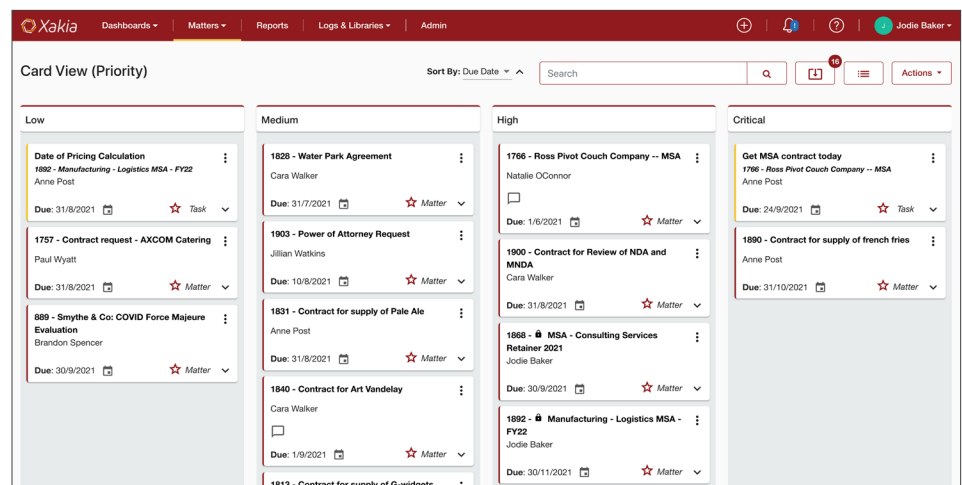 Xakia Dashboards Matters Reports Logs & Libraries Admin 1 ? J Jodie Baker
Card View (Priority) Sort By: Due Date Search 16 Actions
Low
Date of Pricing Calculation
1892 - Manufacturing - Logistics MSA - FY22
Anne Post
Due: 31/8/2021 Task
1757 - Contract request - AXCOM Catering
Paul Wyatt
Due: 31/8/2021 Matter
889 - Smythe & Co: COVID Force Majeure
Evaluation
Brandon Spencer
Due: 30/9/2021 Matter
Medium
1828 - Water Park Agreement
Cara Walker
Due: 31/7/2021 Matter
1903 - Power of Attorney Request
Jillian Watkins
Due: 10/8/2021 Matter
1831 - Contract for supply of Pale Ale
Anne Post
Due: 31/8/2021 Matter
1840 - Contract for Art Vandelay
Cara Walker
Due: 1/9/2021 Matter
1813 - Contract for supply of G-widgets
High
1766 - Ross Pivot Couch Company -- MSA
Natalie OConnor
Due: 1/6/2021 Matter
1900 - Contract for Review of NDA and
MNDA
Cara Walker
Due: 31/8/2021 Matter
1868 - MSA - Consulting Services
Retainer 2021
Jodie Baker
Due: 30/9/2021 Matter
1892 - Manufacturing - Logistics MSA -
FY22
Jodie Baker
Due: 30/11/2021 Matter
Critical
Get MSA contract today
1766 - Ross Pivot Couch Company -- MSA
Anne Post
Due: 24/9/2021 Task
1890 - Contract for supply of french fries
Anne Post
Due: 31/10/2021 Matter